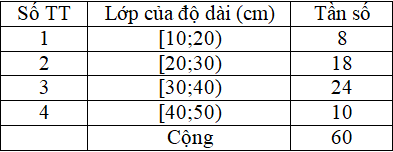 Số TT Lớp của độ dài (cm) Tần số
1 [10;20) 8
2 [20;30) 18
3 [30;40) 24
4 [40;50) 10
Cộng 60